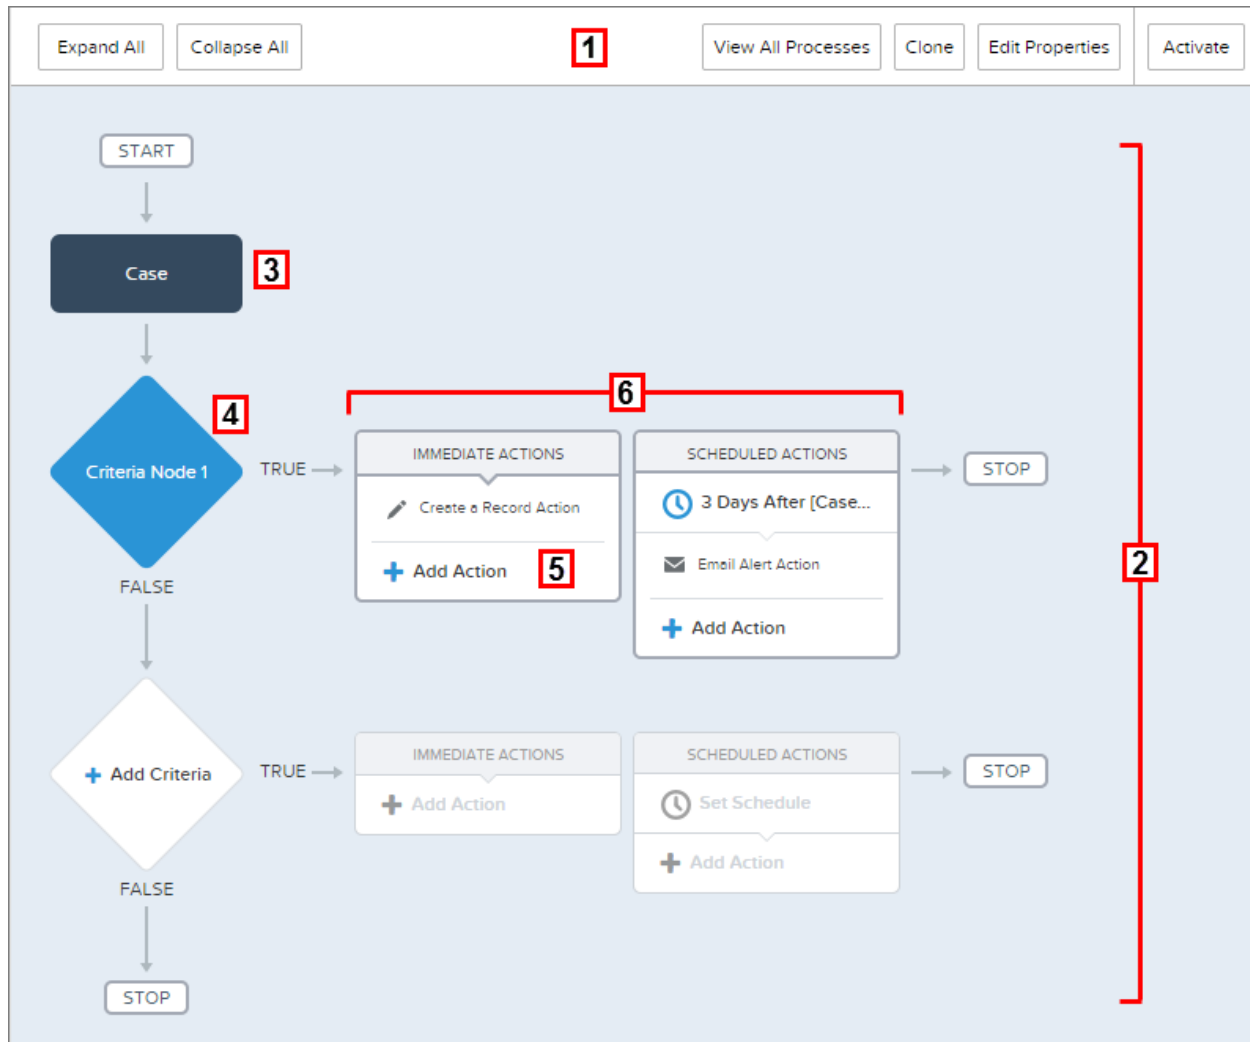 Expand All
Collapse All
1
View All Processes
Clone
Edit Properties
Activate
START
Case
3
4
6
Criteria Node 1
TRUE
IMMEDIATE ACTIONS
Create a Record Action
+ Add Action
5
SCHEDULED ACTIONS
3 Days After [Case...
Email Alert Action
+ Add Action
STOP
2
FALSE
+ Add Criteria
TRUE
IMMEDIATE ACTIONS
+ Add Action
SCHEDULED ACTIONS
Set Schedule
+ Add Action
STOP
FALSE
STOP